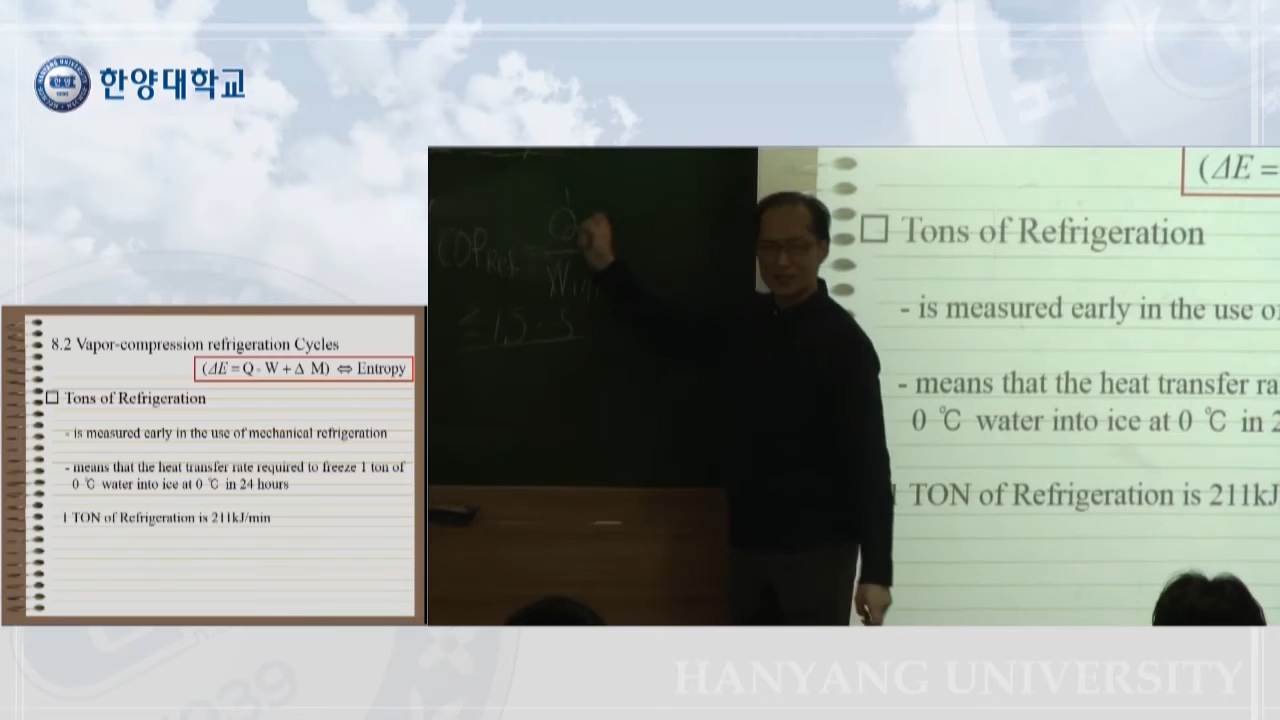 한양대학교
8.2 Vapor-compression refrigeration Cycles
(ΔE = Q - W + Δ M) ⇔ Entropy
□ Tons of Refrigeration
- is measured early in the use of mechanical refrigeration
- means that the heat transfer rate required to freeze 1 ton of
0 ℃ water into ice at 0 ℃ in 24 hours
1 TON of Refrigeration is 211kJ/min
COP
≤ 1.5 - 5
(ΔE =
□ Tons of Refrigeration
- is measured early in the use of
- means that the heat transfer ra
0 ℃ water into ice at 0 ℃ in 2
TON of Refrigeration is 211kJ
HANYANG UNIVERSITY